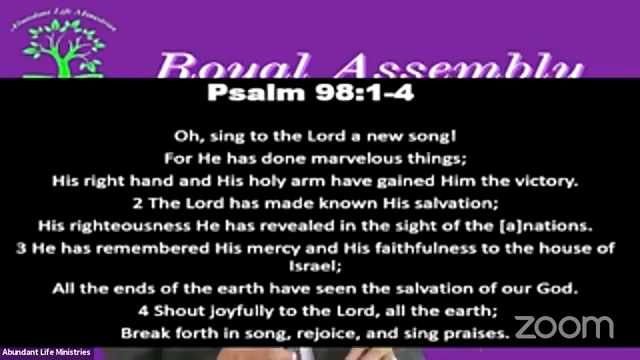 Abundant Life Ministries
Royal Assembly
Psalm 98:1-4
Oh, sing to the Lord a new song!
For He has done marvelous things;
His right hand and His holy arm have gained Him the victory.
2 The Lord has made known His salvation;
His righteousness He has revealed in the sight of the [a]nations.
3 He has remembered His mercy and His faithfulness to the house of
Israel;
All the ends of the earth have seen the salvation of our God.
4 Shout joyfully to the Lord, all the earth;
Break forth in song, rejoice, and sing praises.
zoom
Abundant Life Ministries